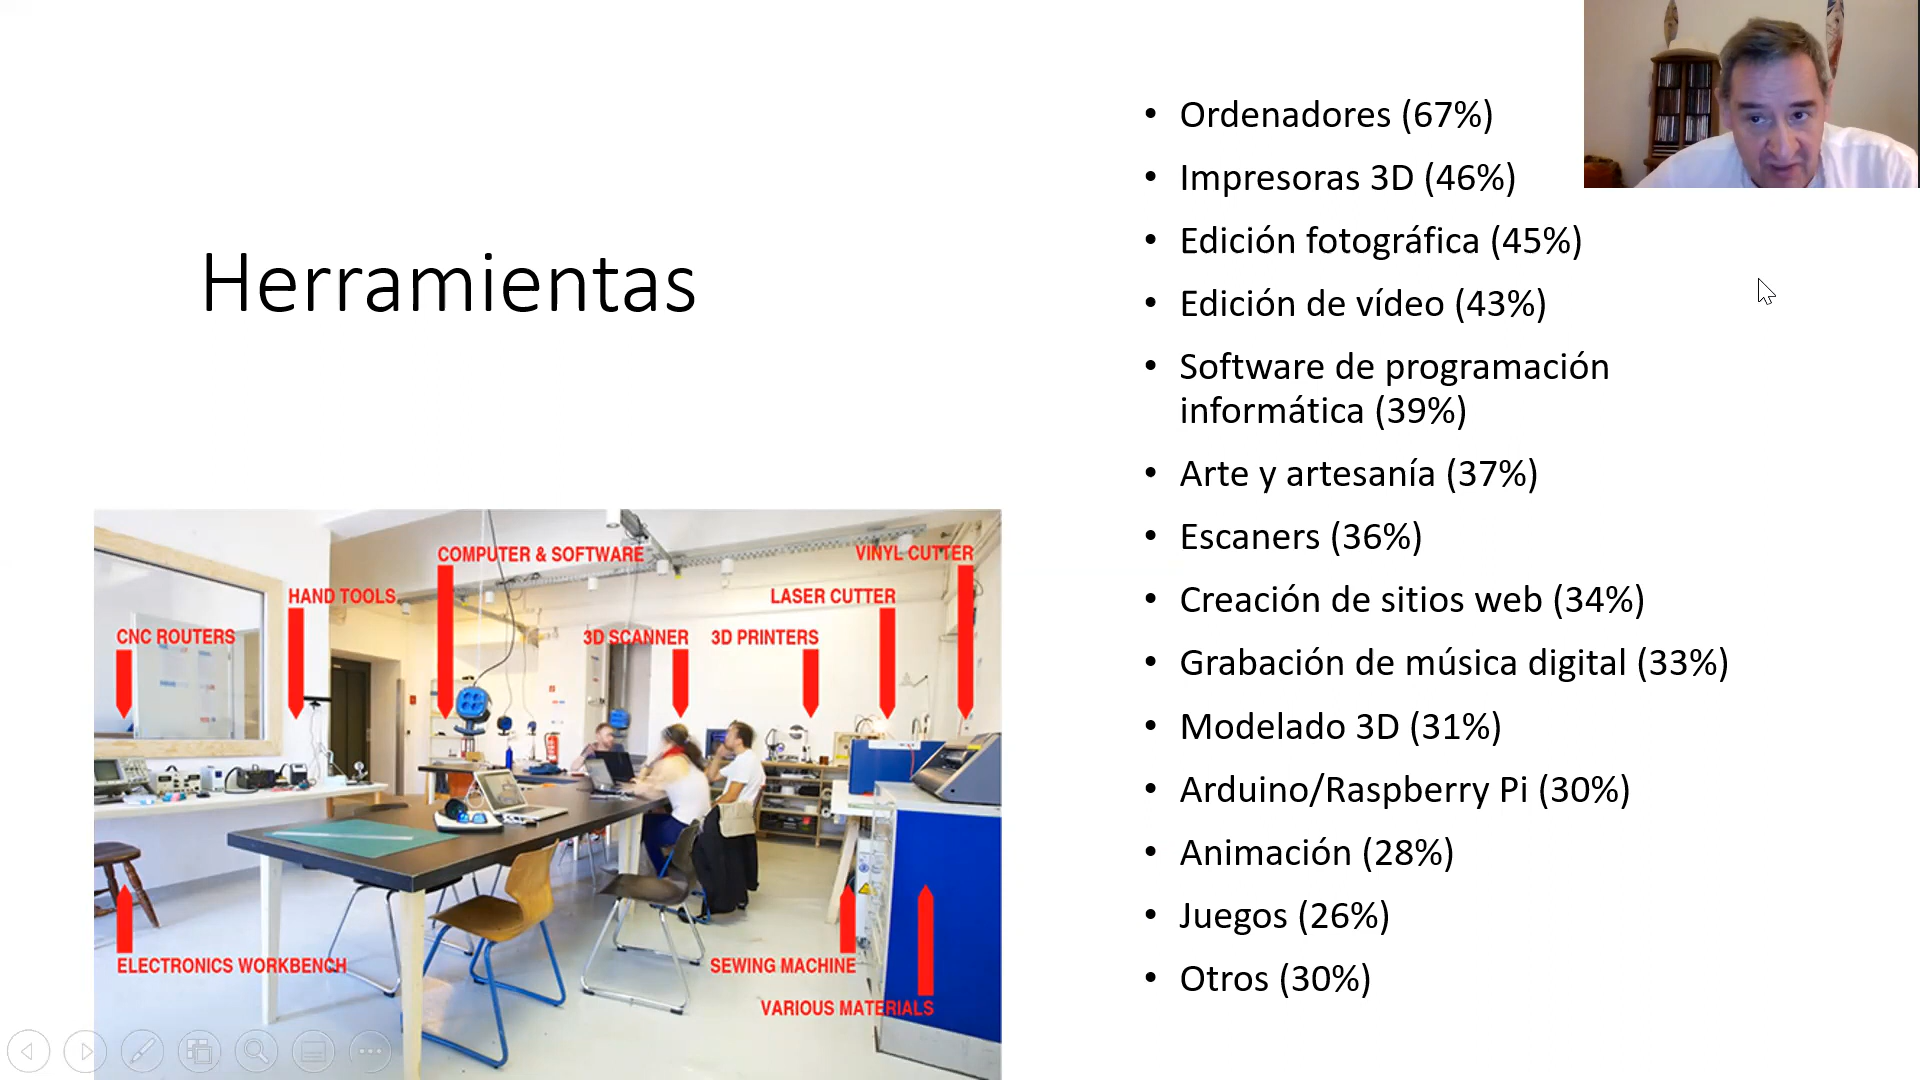 Herramientas
• Ordenadores (67%)
• Impresoras 3D (46%)
• Edición fotográfica (45%)
• Edición de vídeo (43%)
• Software de programación
informática (39%)
• Arte y artesanía (37%)
• Escaners (36%)
• Creación de sitios web (34%)
• Grabación de música digital (33%)
• Modelado 3D (31%)
• Arduino/Raspberry Pi (30%)
• Animación (28%)
• Juegos (26%)
• Otros (30%)
COMPUTER & SOFTWARE
VINYL CUTTER
HAND TOOLS
LASER CUTTER
CNC ROUTERS
3D SCANNER
3D PRINTERS
ELECTRONICS WORKBENCH
SEWING MACHINE
VARIOUS MATERIALS